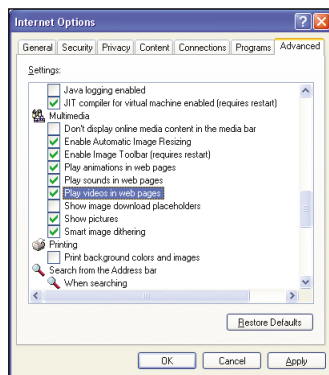 Internet Options
General Security Privacy Content Connections Programs Advanced
Settings:
Java logging enabled
JIT compiler for virtual machine enabled (requires restart)
Multimedia
Don't display online media content in the media bar
Enable Automatic Image Resizing
Enable Image Toolbar (requires restart)
Play animations in web pages
Play sounds in web pages
Play videos in web pages
Show image download placeholders
Show pictures
Smart image dithering
Printing
Print background colors and images
Search from the Address bar
When searching
Restore Defaults
OK Cancel Apply